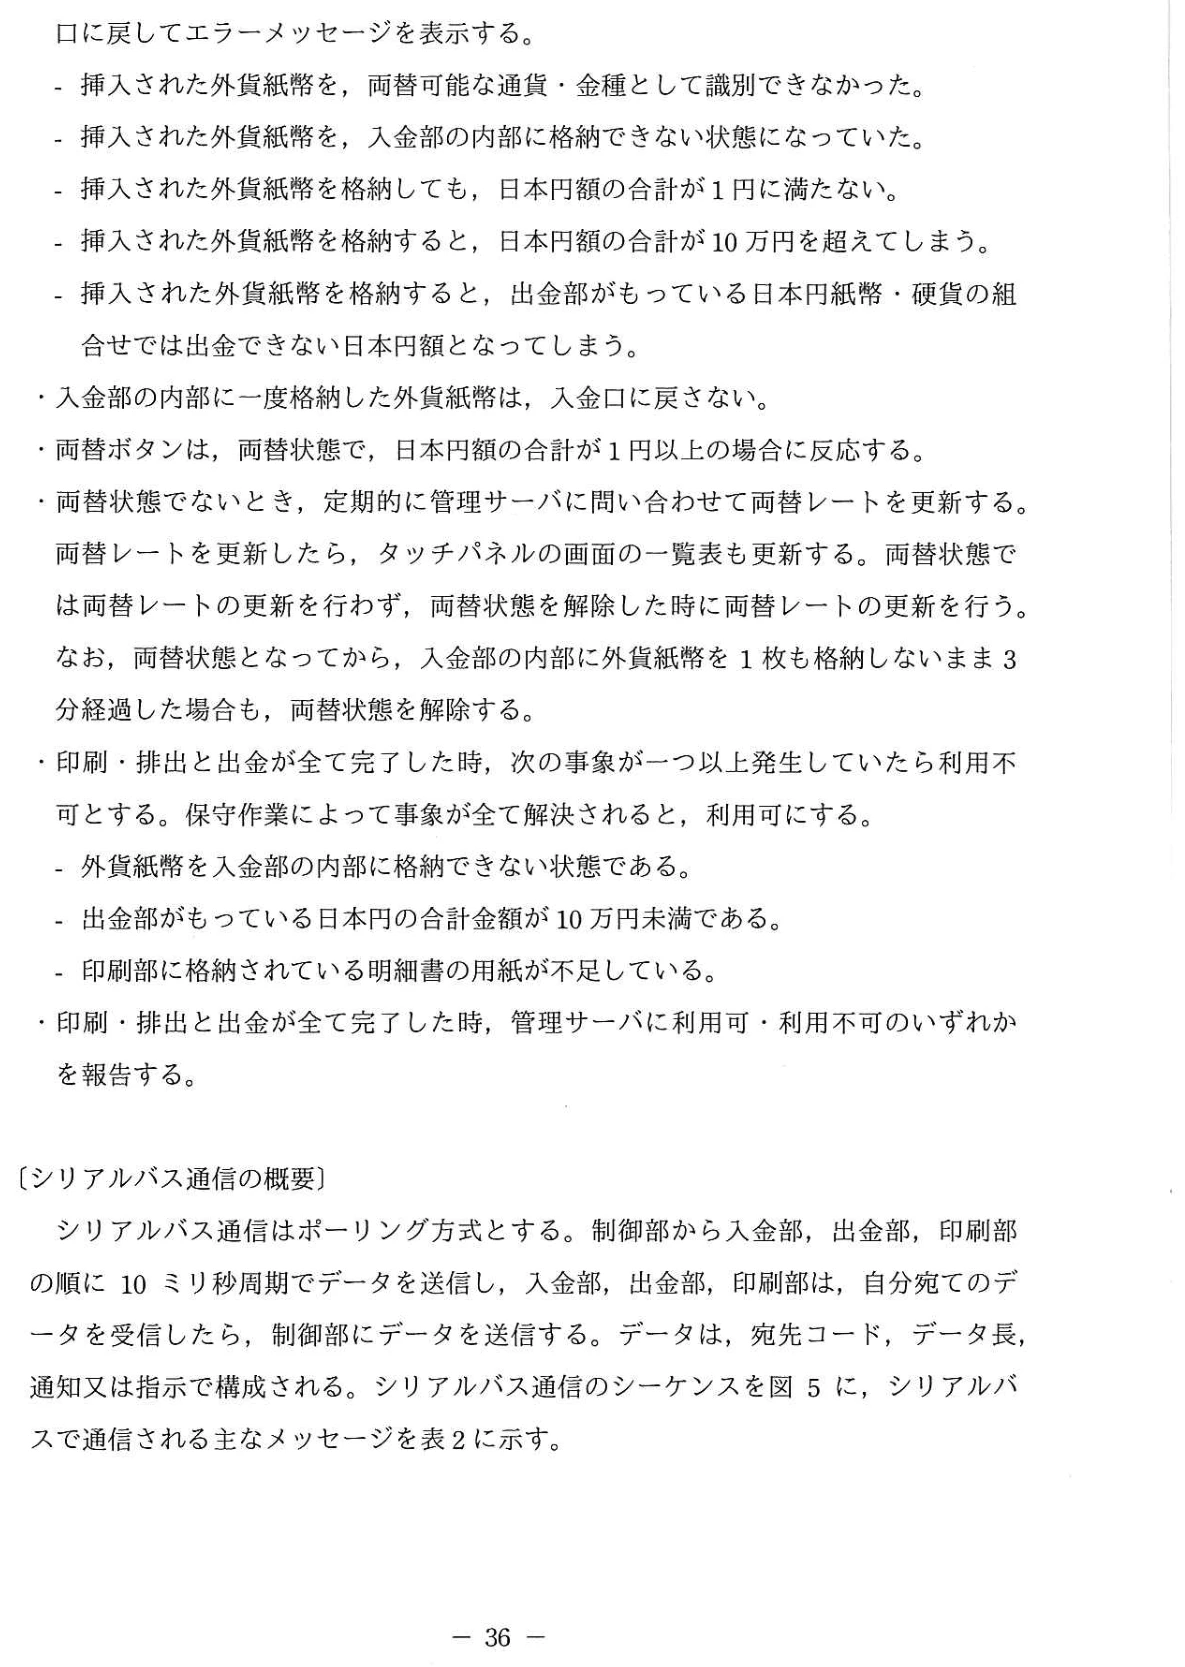 口に戻してエラーメッセージを表示する。
- 挿入された外貨紙幣を，両替可能な通貨・金種として識別できなかった。
- 挿入された外貨紙幣を，入金部の内部に格納できない状態になっていた。
- 挿入された外貨紙幣を格納しても，日本円額の合計が1円に満たない。
- 挿入された外貨紙幣を格納すると，日本円額の合計が 10 万円を超えてしまう。
- 挿入された外貨紙幣を格納すると，出金部がもっている日本円紙幣・硬貨の組
合せでは出金できない日本円額となってしまう。
・入金部の内部に一度格納した外貨紙幣は，入金口に戻さない。
・両替ボタンは，両替状態で，日本円額の合計が1円以上の場合に反応する。
・両替状態でないとき，定期的に管理サーバに問い合わせて両替レートを更新する。
両替レートを更新したら，タッチパネルの画面の一覧表も更新する。両替状態で
は両替レートの更新を行わず，両替状態を解除した時に両替レートの更新を行う。
なお，両替状態となってから，入金部の内部に外貨紙幣を 1 枚も格納しないまま 3
分経過した場合も，両替状態を解除する。
・印刷・排出と出金が全て完了した時，次の事象が一つ以上発生していたら利用不
可とする。保守作業によって事象が全て解決されると，利用可にする。
- 外貨紙幣を入金部の内部に格納できない状態である。
- 出金部がもっている日本円の合計金額が 10 万円未満である。
- 印刷部に格納されている明細書の用紙が不足している。
・印刷・排出と出金が全て完了した時，管理サーバに利用可・利用不可のいずれか
を報告する。
〔シリアルバス通信の概要〕
シリアルバス通信はポーリング方式とする。制御部から入金部，出金部，印刷部
の順に 10 ミリ秒周期でデータを送信し，入金部，出金部，印刷部は，自分宛てのデ
ータを受信したら，制御部にデータを送信する。データは，宛先コード，データ長，
通知又は指示で構成される。シリアルバス通信のシーケンスを図 5 に，シリアルバ
スで通信される主なメッセージを表2に示す。
－ 36 －